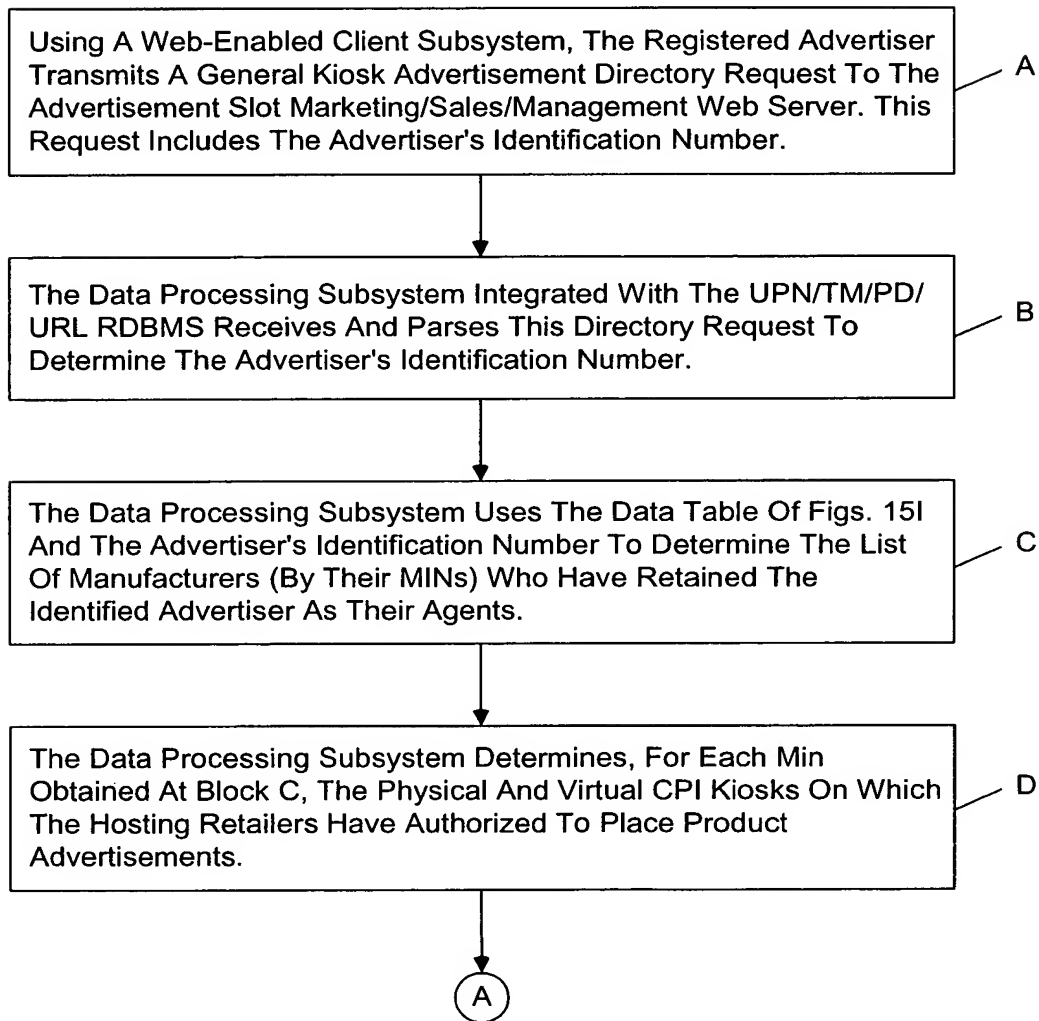 Using A Web-Enabled Client Subsystem, The Registered Advertiser
Transmits A General Kiosk Advertisement Directory Request To The
Advertisement Slot Marketing/Sales/Management Web Server. This
Request Includes The Advertiser's Identification Number.
A
The Data Processing Subsystem Integrated With The UPN/TM/PD/
URL RDBMS Receives And Parses This Directory Request To
Determine The Advertiser's Identification Number.
B
The Data Processing Subsystem Uses The Data Table Of Figs. 15I
And The Advertiser's Identification Number To Determine The List
Of Manufacturers (By Their MINs) Who Have Retained The
Identified Advertiser As Their Agents.
C
The Data Processing Subsystem Determines, For Each Min
Obtained At Block C, The Physical And Virtual CPI Kiosks On Which
The Hosting Retailers Have Authorized To Place Product
Advertisements.
D
A